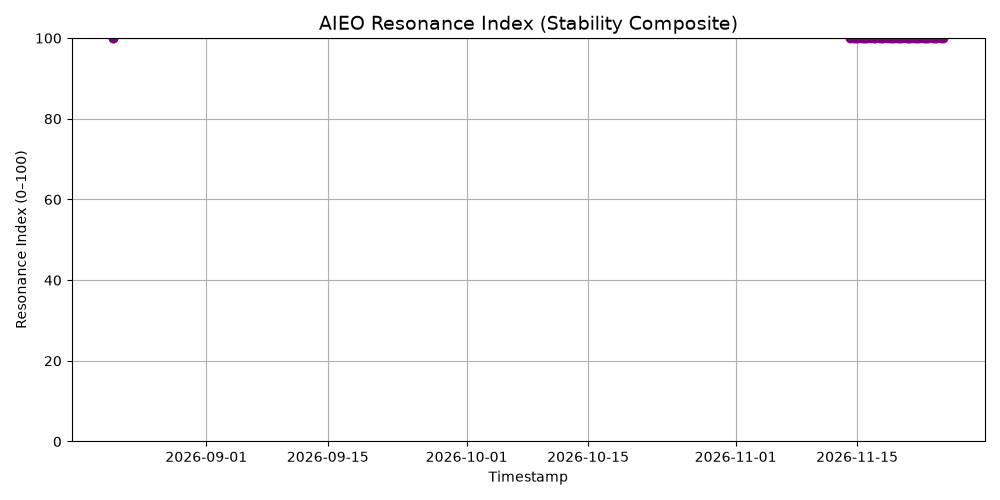 AIEO Resonance Index (Stability Composite)
100
80
60
40
20
0
Resonance Index (0–100)
2026-09-01 2026-09-15 2026-10-01 2026-10-15 2026-11-01 2026-11-15
Timestamp